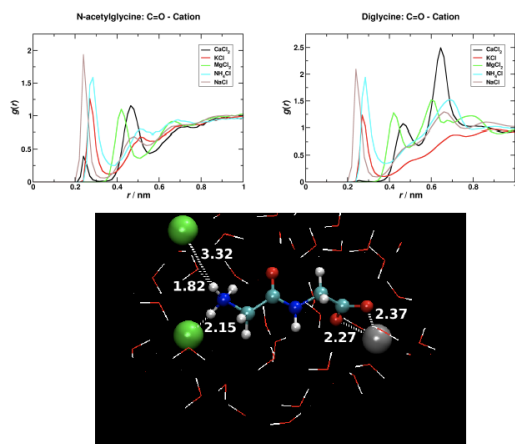 N-acetylglycine: C=O - Cation
g(r)
2
1.5
1
0.5
0
CaCl2
KCl
MgCl2
NH4Cl
NaCl
0 0.2 0.4 0.6 0.8 1
r / nm
Diglycine: C=O - Cation
g(r)
2.5
2
1.5
1
0.5
0
CaCl2
KCl
MgCl2
NH4Cl
NaCl
0 0.2 0.4 0.6 0.8 1
r / nm
3.32
1.82
2.15
2.37
2.27